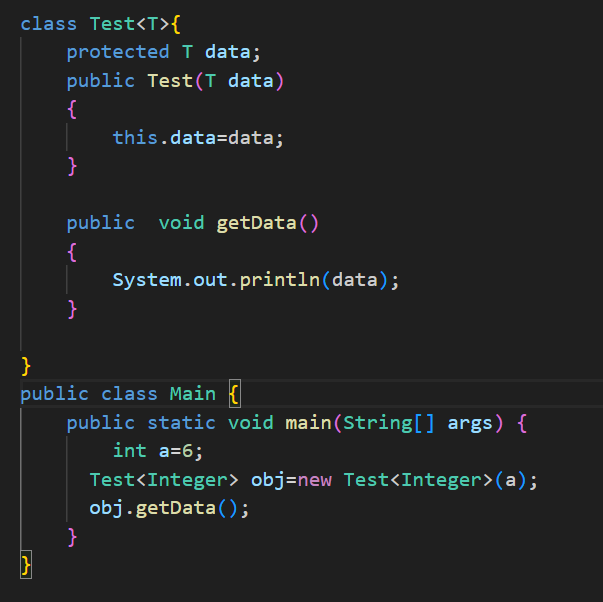 class Test<T>{
    protected T data;
    public Test(T data)
    {
        this.data=data;
    }
    public  void getData()
    {
        System.out.println(data);
    }
}
public class Main {
    public static void main(String[] args) {
        int a=6;
      Test<Integer> obj=new Test<Integer>(a);
      obj.getData();
    }
}